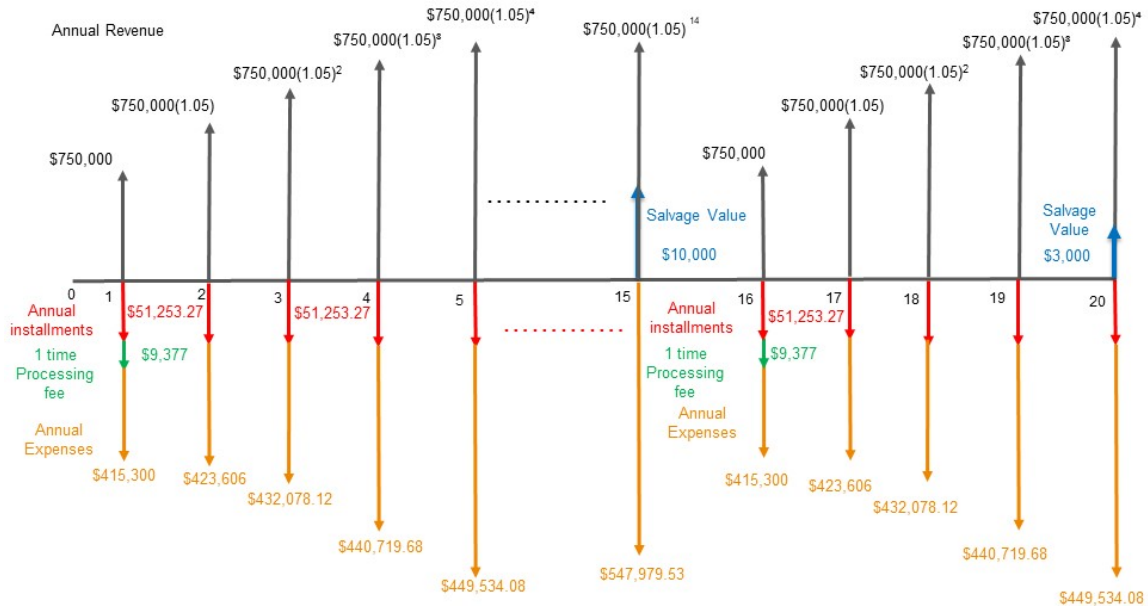 Annual Revenue
$750,000
$750,000(1.05)
$750,000(1.05)²
$750,000(1.05)³
$750,000(1.05)⁴
$750,000(1.05) ¹⁴
$750,000
$750,000(1.05)
$750,000(1.05)²
$750,000(1.05)³
$750,000(1.05)⁴
. . . . . . . . . . . .
Salvage Value
$10,000
Salvage
Value
$3,000
0
1
2
3
4
5
15
16
17
18
19
20
Annual
installments
$51,253.27
$51,253.27
. . . . . . . . . . . .
Annual
installments
$51,253.27
1 time
Processing
fee
$9,377
1 time
Processing
fee
$9,377
Annual
Expenses
Annual
Expenses
$415,300
$423,606
$432,078.12
$440,719.68
$449,534.08
$547,979.53
$415,300
$423,606
$432,078.12
$440,719.68
$449,534.08